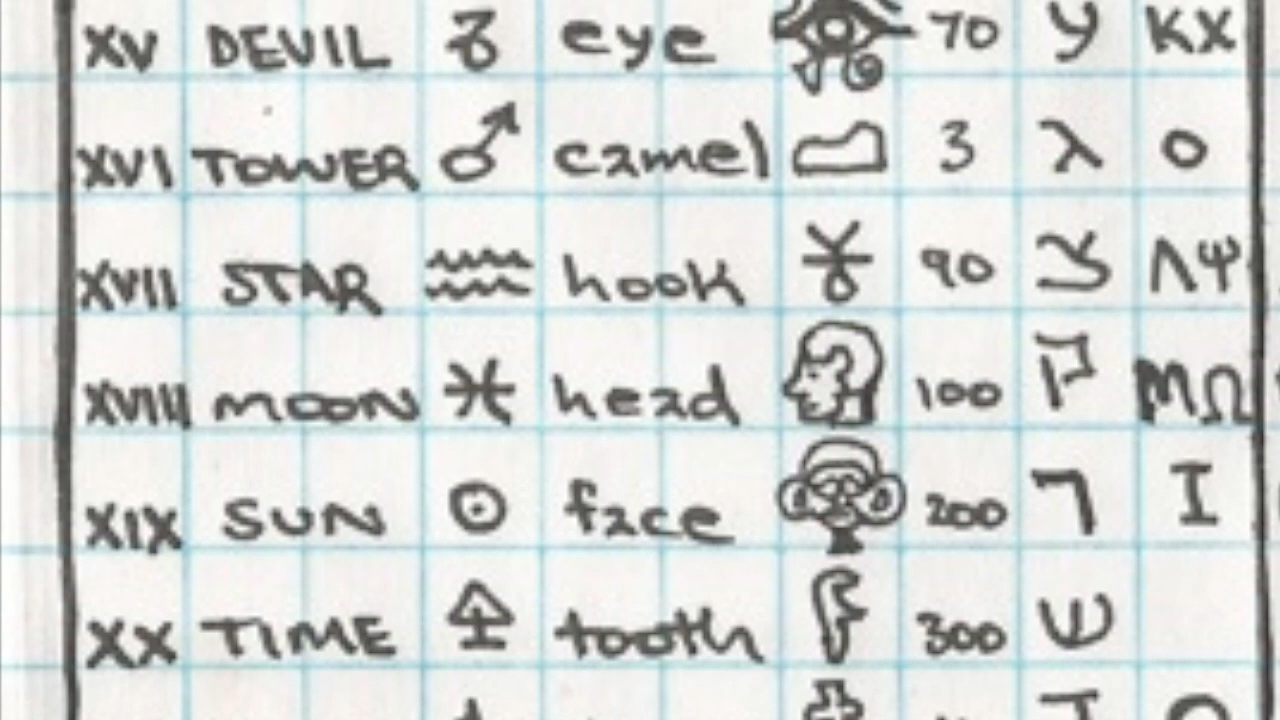 XV DEVIL ♑ eye 70 ע KX
XVI TOWER ♂ camel 3 ג O
XVII STAR ♒ hook 90 צ ΛΨ
XVIII MOON ♓ head 100 ק MΩ
XIX SUN ☉ face 200 ר I
XX TIME tooth 300 ש